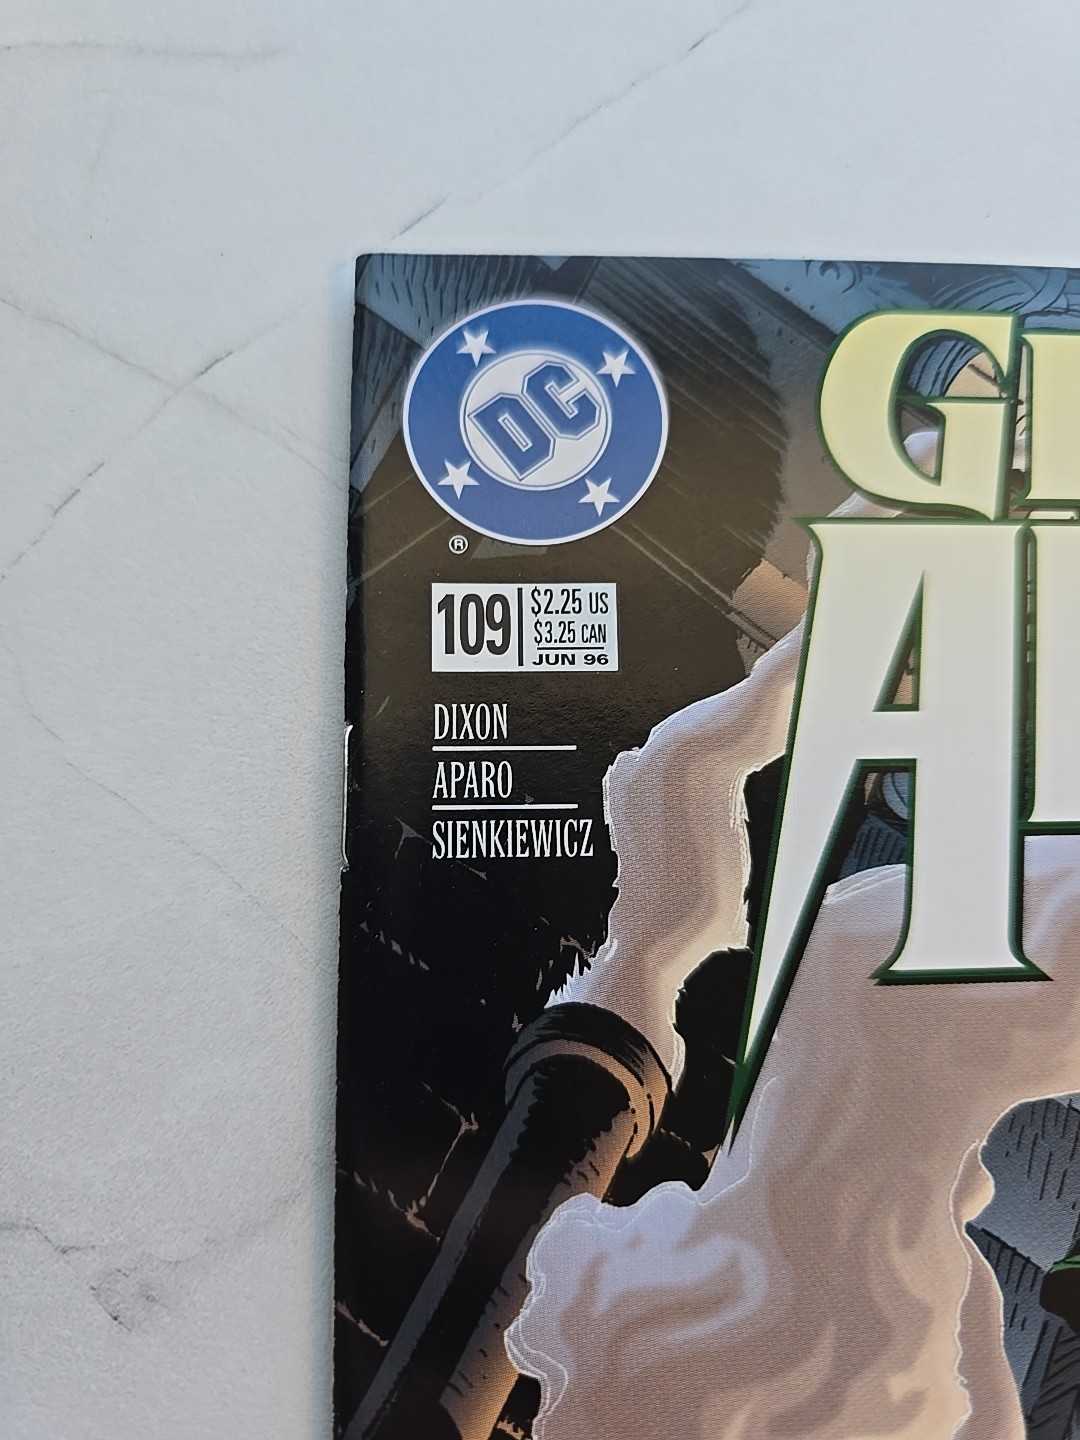 DC
®
109
$2.25 US
$3.25 CAN
JUN 96
DIXON
APARO
SIENKIEWICZ
G
A